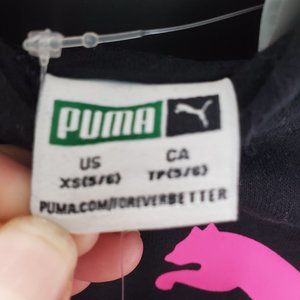 PUMA
US CA
XS(5/6) TP(5/6)
PUMA.COM/FOREVERBETTER